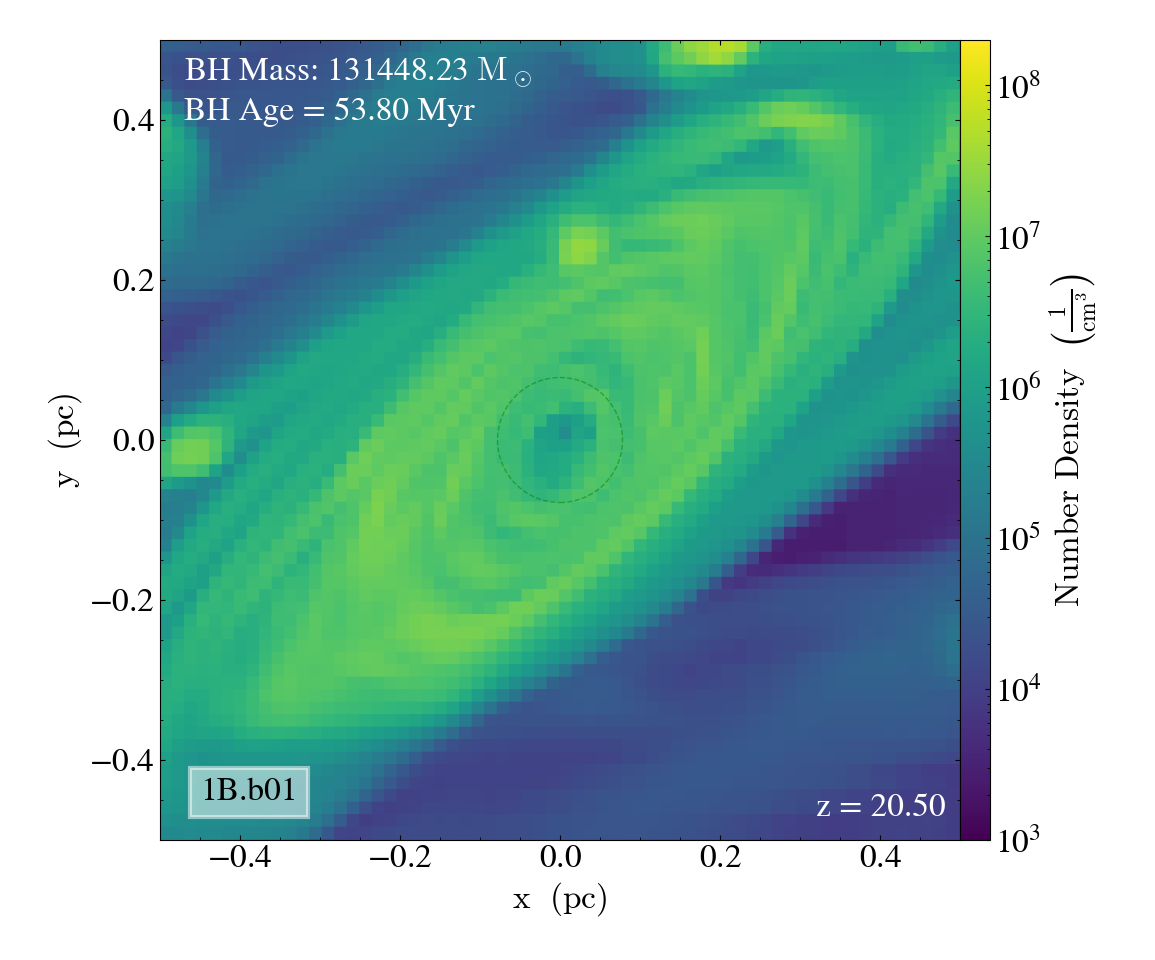 BH Mass: 131448.23 M⊙
BH Age = 53.80 Myr
0.4
0.2
0.0
−0.2
−0.4
y (pc)
1B.b01
z = 20.50
−0.4 −0.2 0.0 0.2 0.4
x (pc)
10⁸
10⁷
10⁶
10⁵
10⁴
10³
Number Density (1/cm³)